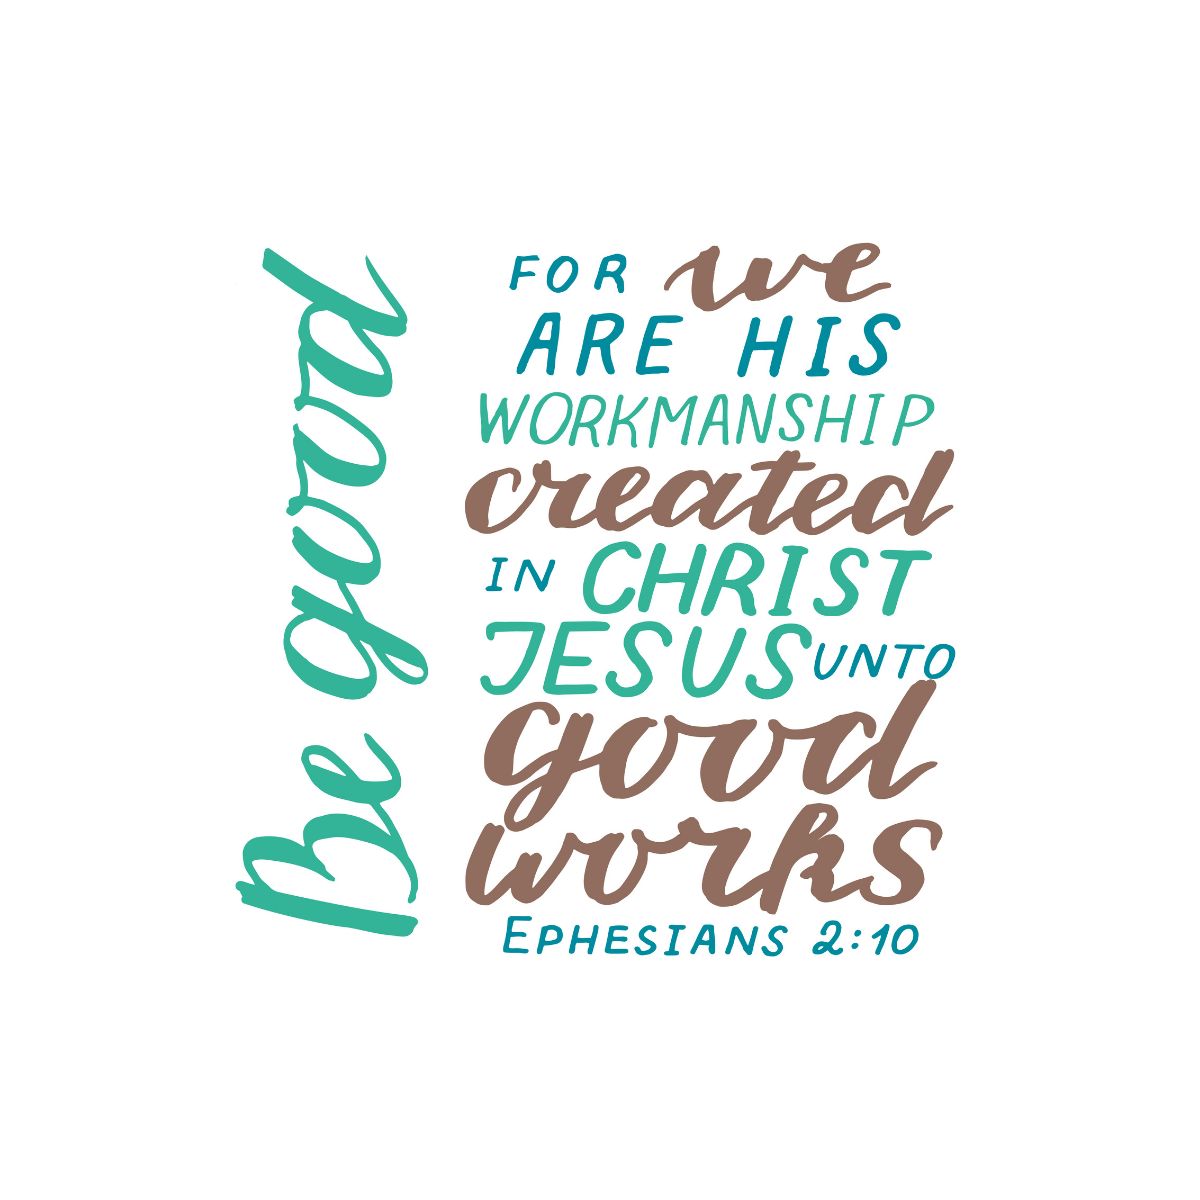 Be good
FOR we
ARE HIS
WORKMANSHIP
created
IN CHRIST
JESUS UNTO
good
works
EPHESIANS 2:10